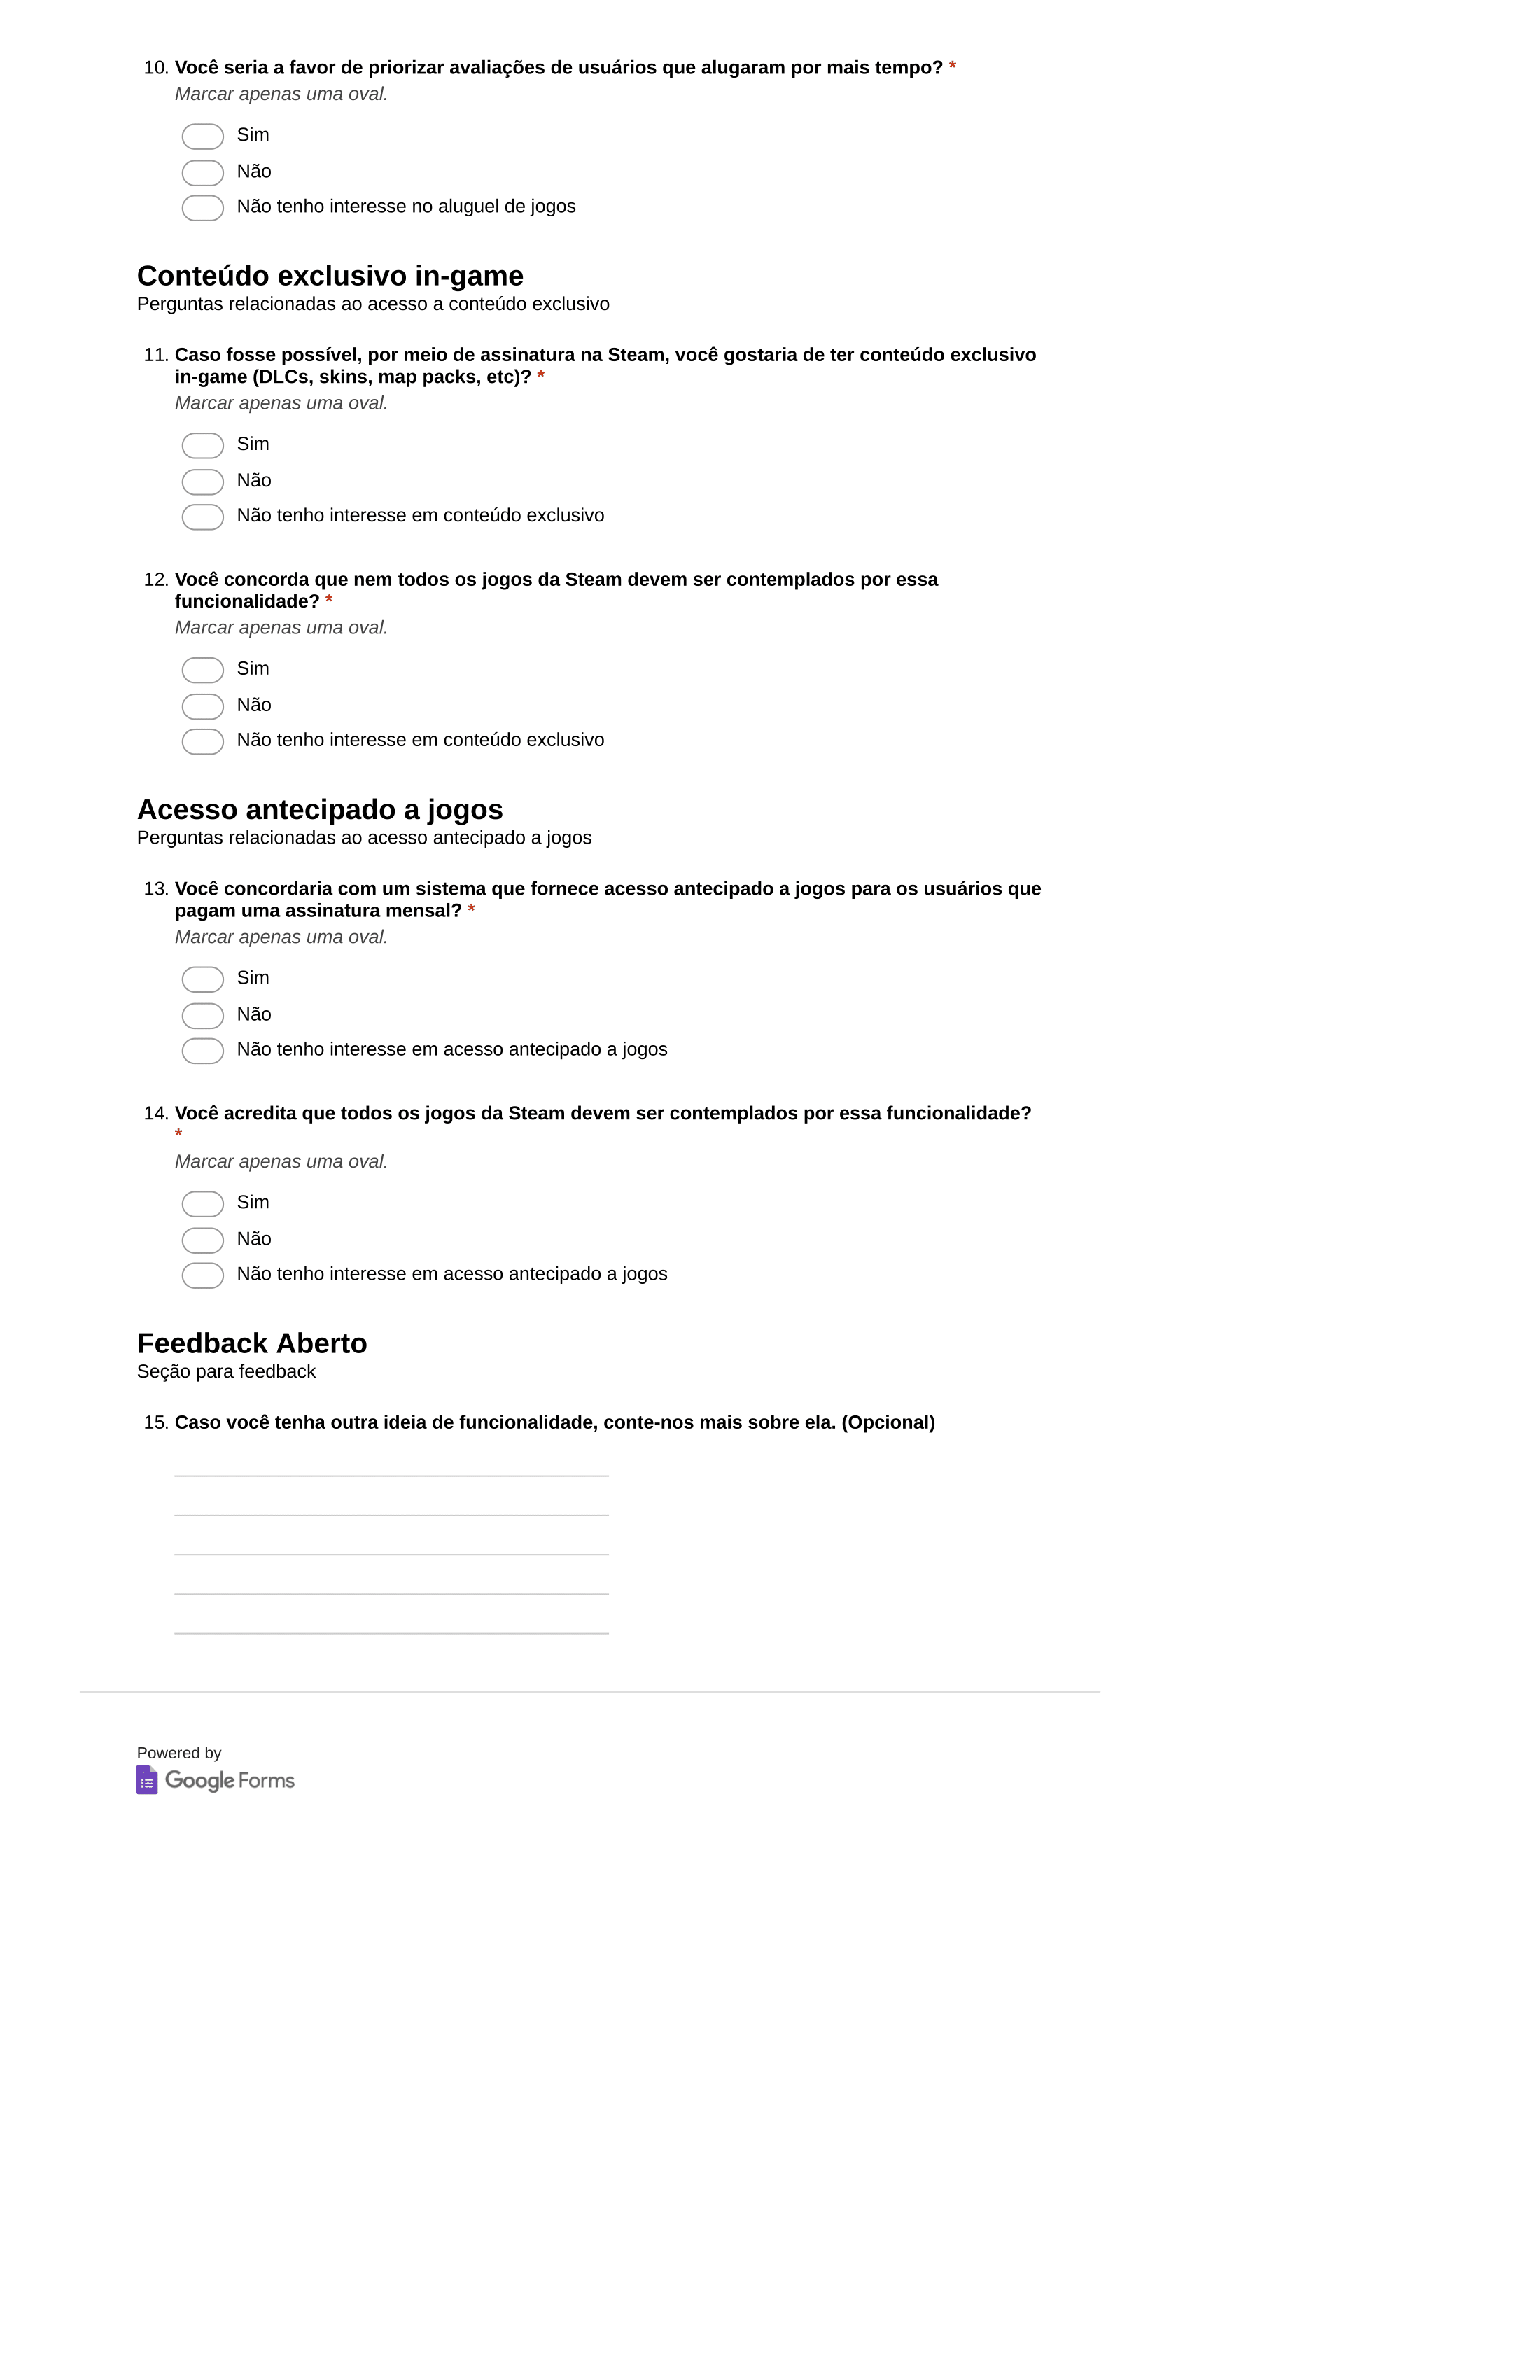 10. Você seria a favor de priorizar avaliações de usuários que alugaram por mais tempo? *
Marcar apenas uma oval.
Sim
Não
Não tenho interesse no aluguel de jogos
Conteúdo exclusivo in-game
Perguntas relacionadas ao acesso a conteúdo exclusivo
11. Caso fosse possível, por meio de assinatura na Steam, você gostaria de ter conteúdo exclusivo
in-game (DLCs, skins, map packs, etc)? *
Marcar apenas uma oval.
Sim
Não
Não tenho interesse em conteúdo exclusivo
12. Você concorda que nem todos os jogos da Steam devem ser contemplados por essa
funcionalidade? *
Marcar apenas uma oval.
Sim
Não
Não tenho interesse em conteúdo exclusivo
Acesso antecipado a jogos
Perguntas relacionadas ao acesso antecipado a jogos
13. Você concordaria com um sistema que fornece acesso antecipado a jogos para os usuários que
pagam uma assinatura mensal? *
Marcar apenas uma oval.
Sim
Não
Não tenho interesse em acesso antecipado a jogos
14. Você acredita que todos os jogos da Steam devem ser contemplados por essa funcionalidade?
*
Marcar apenas uma oval.
Sim
Não
Não tenho interesse em acesso antecipado a jogos
Feedback Aberto
Seção para feedback
15. Caso você tenha outra ideia de funcionalidade, conte-nos mais sobre ela. (Opcional)
Powered by
Google Forms